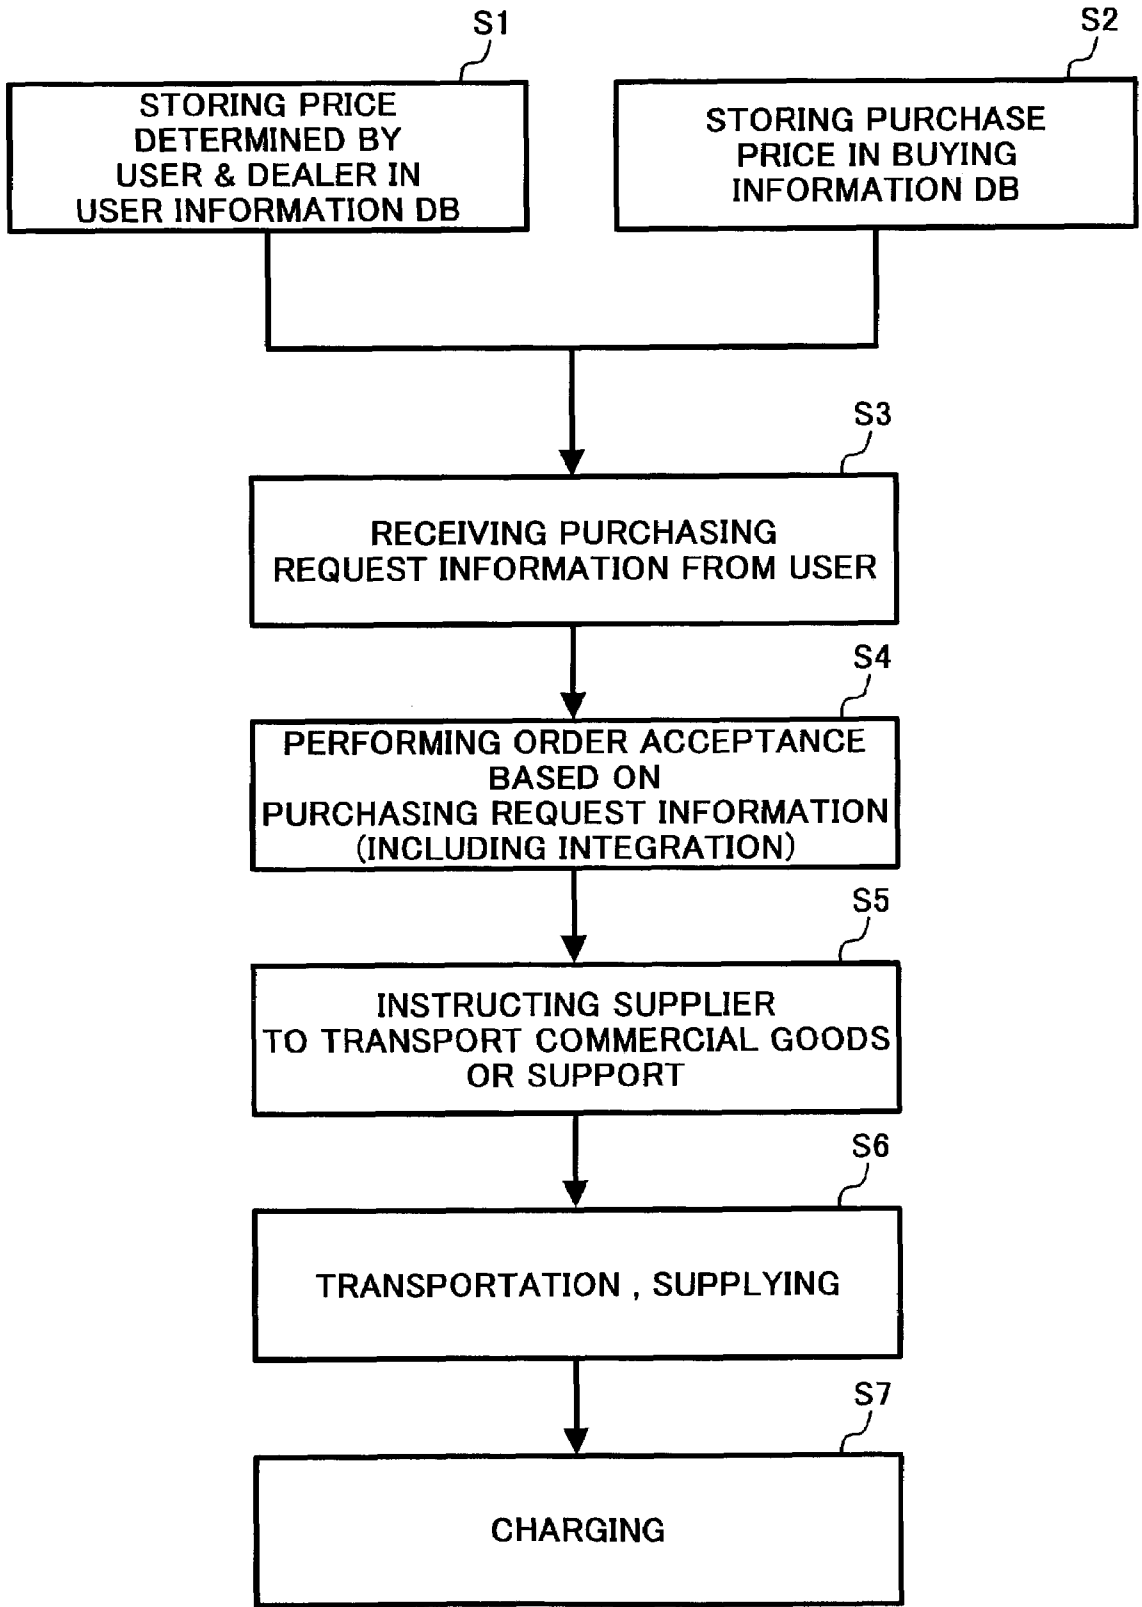 S1
STORING PRICE
DETERMINED BY
USER & DEALER IN
USER INFORMATION DB
S2
STORING PURCHASE
PRICE IN BUYING
INFORMATION DB
S3
RECEIVING PURCHASING
REQUEST INFORMATION FROM USER
S4
PERFORMING ORDER ACCEPTANCE
BASED ON
PURCHASING REQUEST INFORMATION
(INCLUDING INTEGRATION)
S5
INSTRUCTING SUPPLIER
TO TRANSPORT COMMERCIAL GOODS
OR SUPPORT
S6
TRANSPORTATION , SUPPLYING
S7
CHARGING